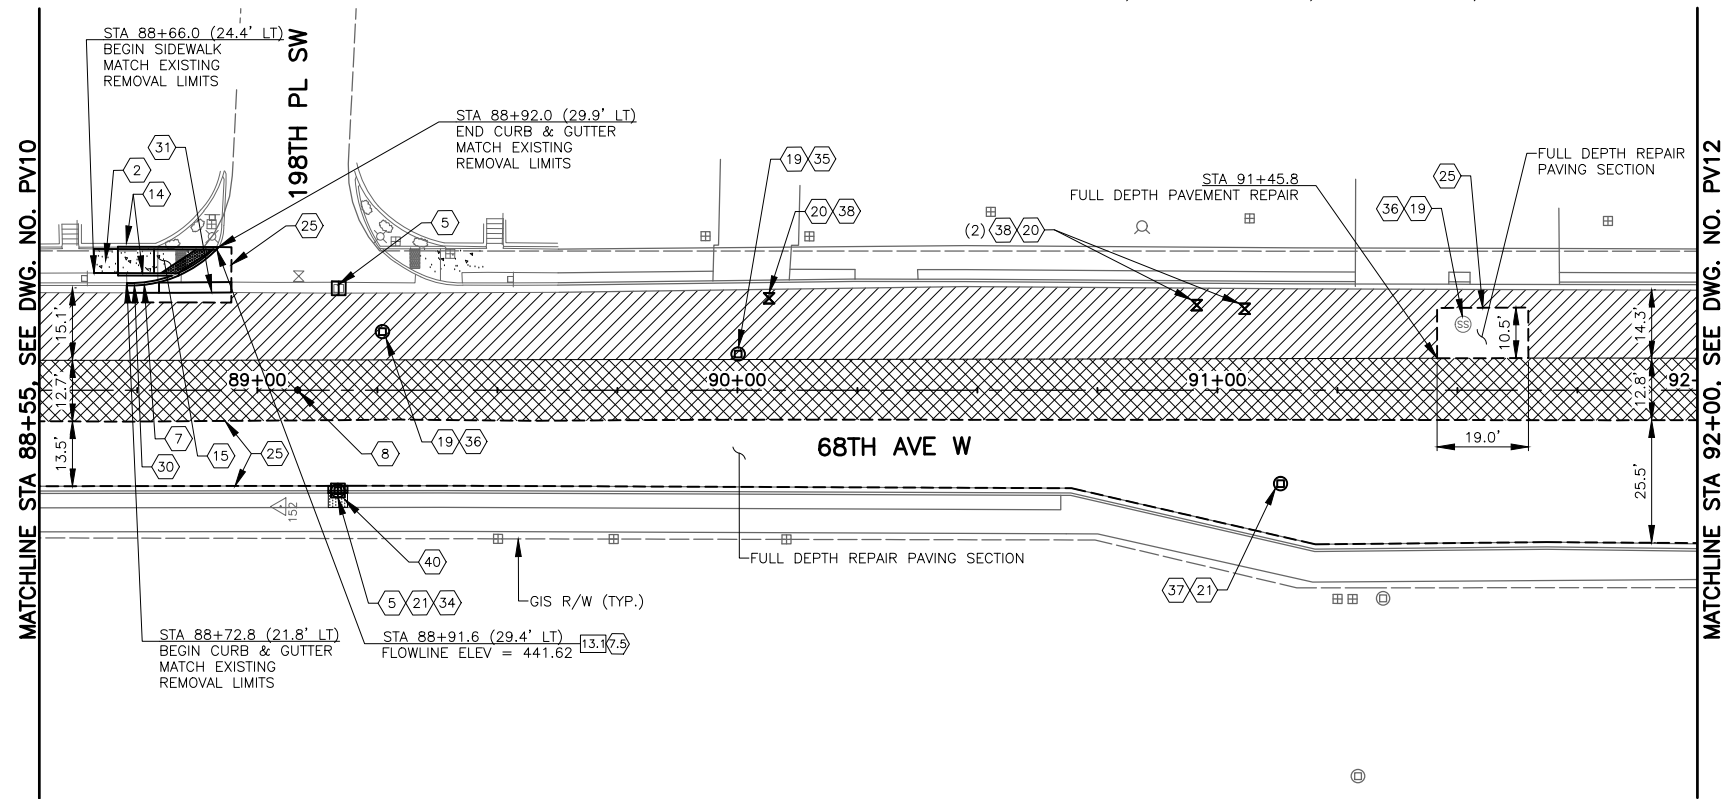 STA 88+66.0 (24.4' LT)
BEGIN SIDEWALK
MATCH EXISTING
REMOVAL LIMITS
198TH PL SW
STA 88+92.0 (29.9' LT)
END CURB & GUTTER
MATCH EXISTING
REMOVAL LIMITS
31
2
14
25
5
19 35
20 38
(2) 38 20
STA 91+45.8
FULL DEPTH PAVEMENT REPAIR
FULL DEPTH REPAIR
PAVING SECTION
25
36 19
SS
MATCHLINE STA 88+55, SEE DWG. NO. PV10
MATCHLINE STA 92+00, SEE DWG. NO. PV12
15.1'
12.7'
13.5'
14.3'
10.5'
12.8'
19.0'
25.5'
89+00
90+00
91+00
92-
68TH AVE W
7
30
15
25
8
19 36
152
40
5 21 34
37 21
FULL DEPTH REPAIR PAVING SECTION
GIS R/W (TYP.)
STA 88+72.8 (21.8' LT)
BEGIN CURB & GUTTER
MATCH EXISTING
REMOVAL LIMITS
STA 88+91.6 (29.4' LT)
FLOWLINE ELEV = 441.62
13.1 7.5